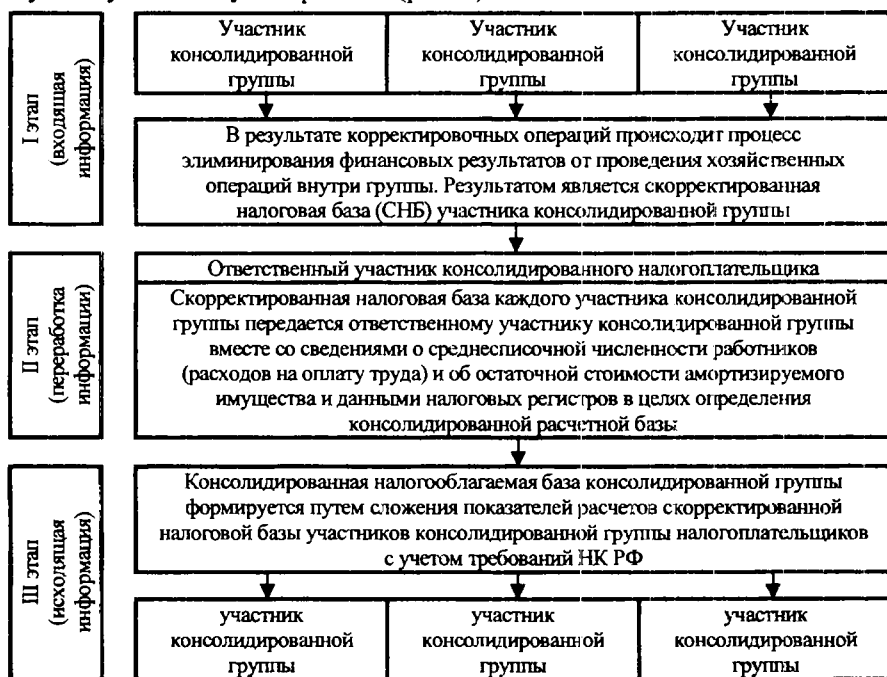 Участник
консолидированной
группы
Участник
консолидированной
группы
Участник
консолидированной
группы
I этап
(входящая
информация)
В результате корректировочных операций происходит процесс
элиминирования финансовых результатов от проведения хозяйственных
операций внутри группы. Результатом является скорректированная
налоговая база (СНБ) участника консолидированной группы
II этап
(переработка
информации)
Ответственный участник консолидированного налогоплательщика
Скорректированная налоговая база каждого участника консолидированной
группы передается ответственному участнику консолидированной группы
вместе со сведениями о среднесписочной численности работников
(расходов на оплату труда) и об остаточной стоимости амортизируемого
имущества и данными налоговых регистров в целях определения
консолидированной расчетной базы
III этап
(исходящая
информация)
Консолидированная налогооблагаемая база консолидированной группы
формируется путем сложения показателей расчетов скорректированной
налоговой базы участников консолидированной группы налогоплательщиков
с учетом требований НК РФ
участник
консолидированной
группы
участник
консолидированной
группы
участник
консолидированной
группы